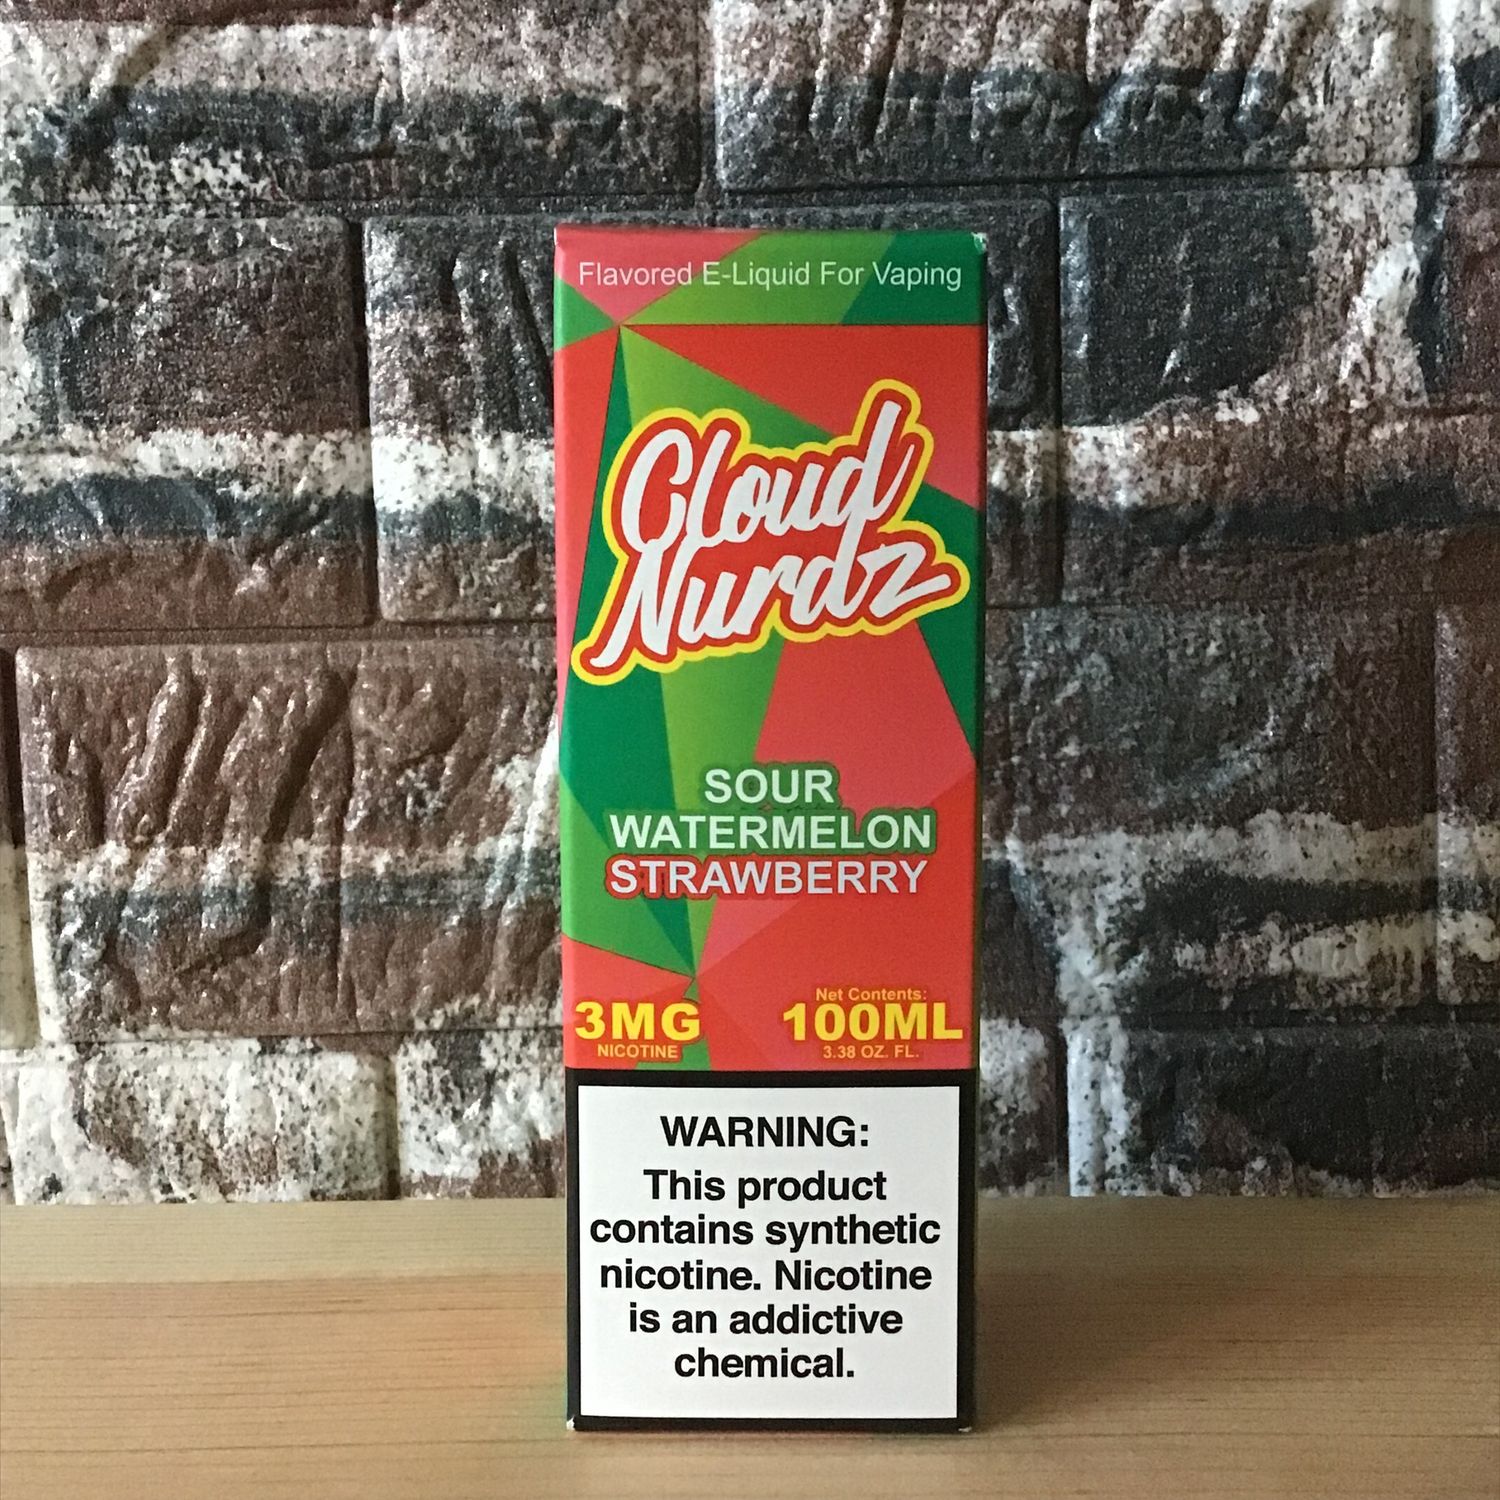 Flavored E-Liquid For Vaping
Cloud
Nurdz
SOUR
WATERMELON
STRAWBERRY
3MG
NICOTINE
Net Contents:
100ML
3.38 OZ. FL.
WARNING:
This product
contains synthetic
nicotine. Nicotine
is an addictive
chemical.